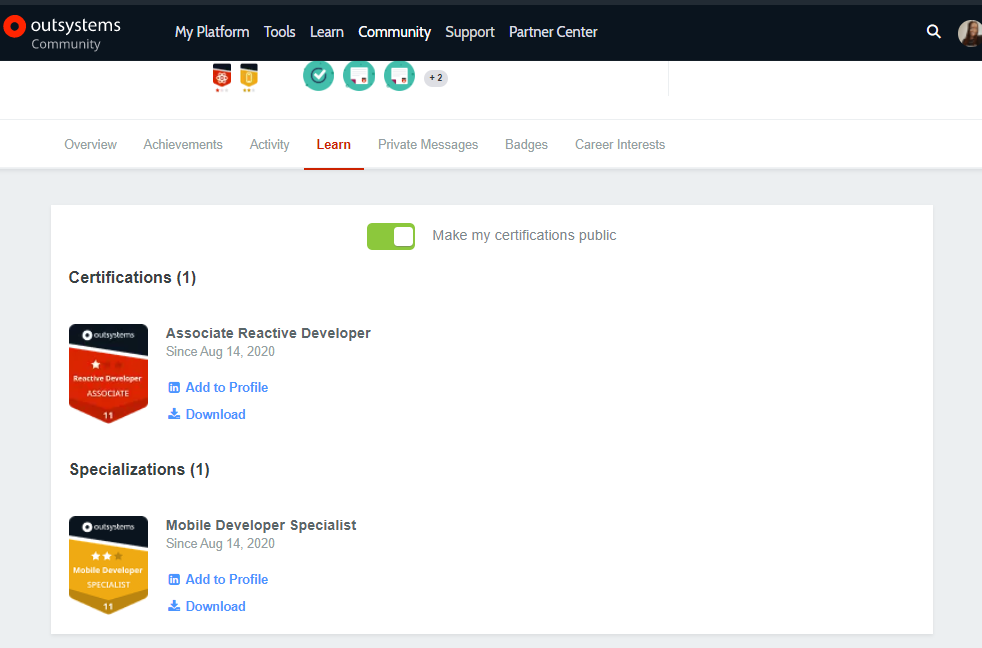 outsystems
Community
My Platform Tools Learn Community Support Partner Center
+ 2
Overview Achievements Activity Learn Private Messages Badges Career Interests
Make my certifications public
Certifications (1)
outsystems
Reactive Developer
ASSOCIATE
11
Associate Reactive Developer
Since Aug 14, 2020
in Add to Profile
Download
Specializations (1)
outsystems
Mobile Developer
SPECIALIST
11
Mobile Developer Specialist
Since Aug 14, 2020
in Add to Profile
Download